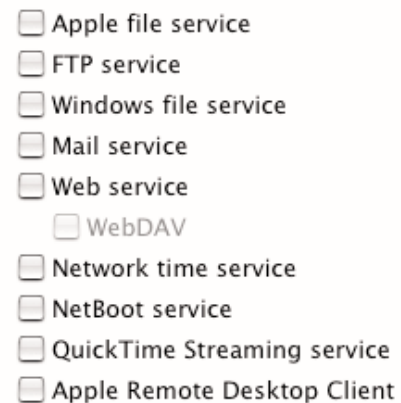 Apple file service
FTP service
Windows file service
Mail service
Web service
WebDAV
Network time service
NetBoot service
QuickTime Streaming service
Apple Remote Desktop Client